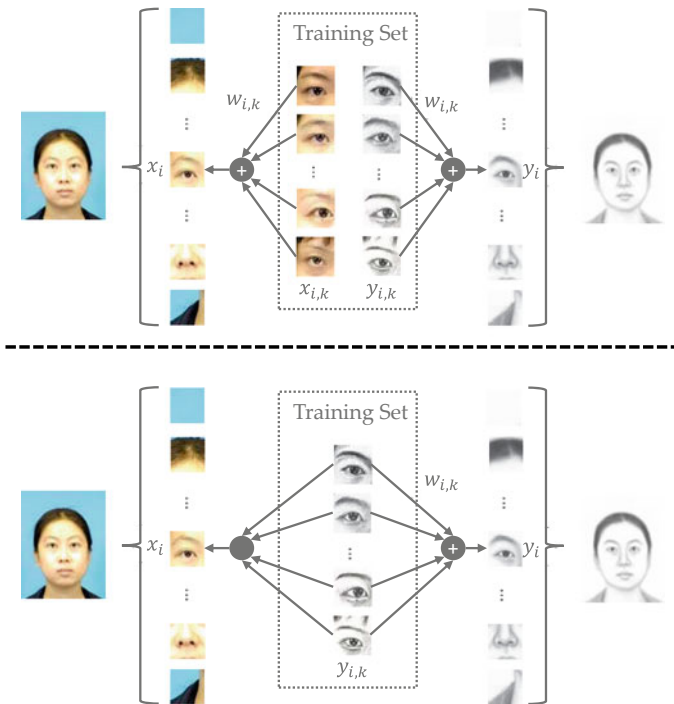 Training Set
w_{i,k} w_{i,k}
x_i y_i
x_{i,k} y_{i,k}
Training Set
w_{i,k}
x_i y_i
y_{i,k}